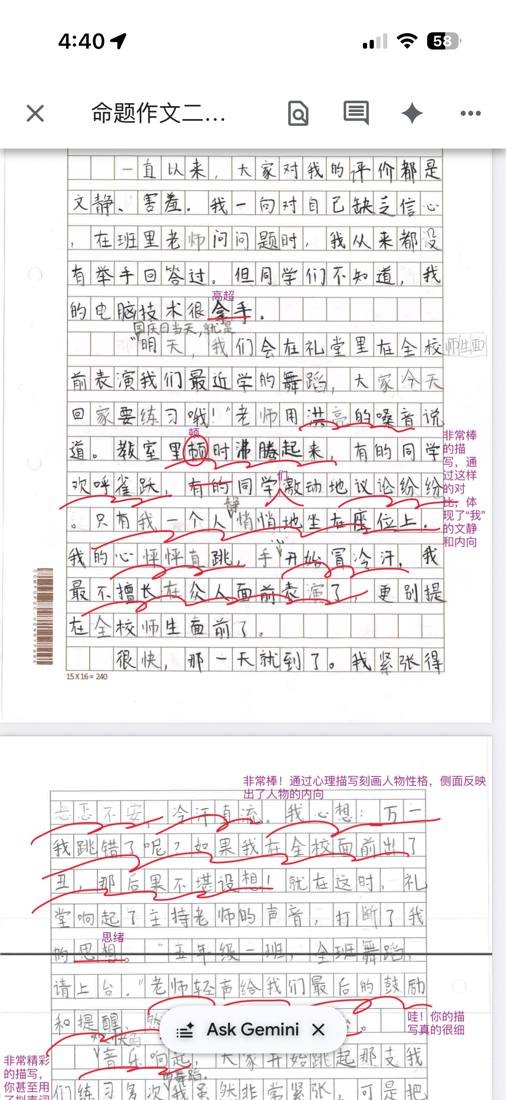 4:40
58
命题作文二...
一直以来，大家对我的评价都是
文静、害羞。我一向对自己缺乏信心
，在班里老师问问题时，我从来都没
有举手回答过。但同学们不知道，我
高超
的电脑技术很拿手。
国庆日当天，就是
“明天，我们会在礼堂里在全校师生面
前表演我们最近学的舞蹈，大家今天
回家要练习哦！”老师用洪亮的嗓音说
顿
道。教室里顿时沸腾起来，有的同学
非常棒的描写，通过这样的对比，体现了“我”的文静和内向
们
欢呼雀跃，有的同学激动地议论纷纷
静
。只有我一个人悄悄地坐在座位上。
我的心怦怦直跳，手开始冒冷汗。我
最不擅长在众人面前表演了，更别提
在全校师生面前了。
很快，那一天就到了。我紧张得
15X16=240
非常棒！通过心理描写刻画人物性格，侧面反映出了人物的内向
忐忑不安，冷汗直流。我心想：万一
我跳错了呢？如果我在全校面前出了
丑，那后果不堪设想！就在这时，礼
堂响起了主持老师的声音，打断了我
思绪
的思想。“五年级一班，全班舞蹈，
请上台。”老师轻声给我们最后的鼓励
和提醒、
哇！你的描写真的很细
Ask Gemini
非常精彩的描写，你甚至用了拟声词
音乐响起，大家开始跳起那支我
舞蹈。
们练习多次我虽然非常紧张，可是把